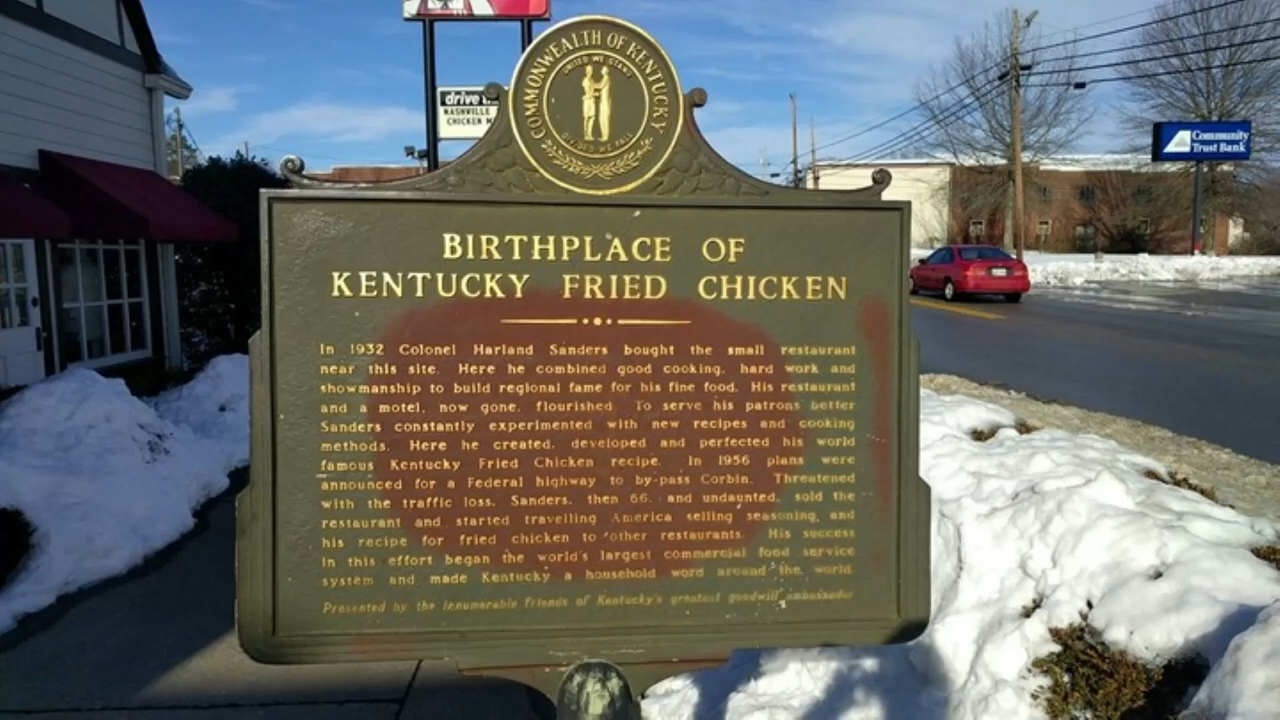 drive t
NASHVILLE
CHICKEN
COMMONWEALTH OF KENTUCKY
UNITED WE STAND
DIVIDED WE FALL
Community
Trust Bank
BIRTHPLACE OF
KENTUCKY FRIED CHICKEN
In 1932 Colonel Harland Sanders bought the small restaurant
near this site. Here he combined good cooking, hard work and
showmanship to build regional fame for his fine food. His restaurant
and a motel, now gone, flourished. To serve his patrons better
Sanders constantly experimented with new recipes and cooking
methods. Here he created, developed and perfected his world
famous Kentucky Fried Chicken recipe. In 1956 plans were
announced for a Federal highway to by-pass Corbin. Threatened
with the traffic loss, Sanders, then 66, and undaunted, sold the
restaurant and started travelling America selling seasoning, and
his recipe for fried chicken to other restaurants. His success
in this effort began the world's largest commercial food service
system and made Kentucky a household word around the world.
Presented by the innumerable friends of Kentucky's greatest goodwill ambassador